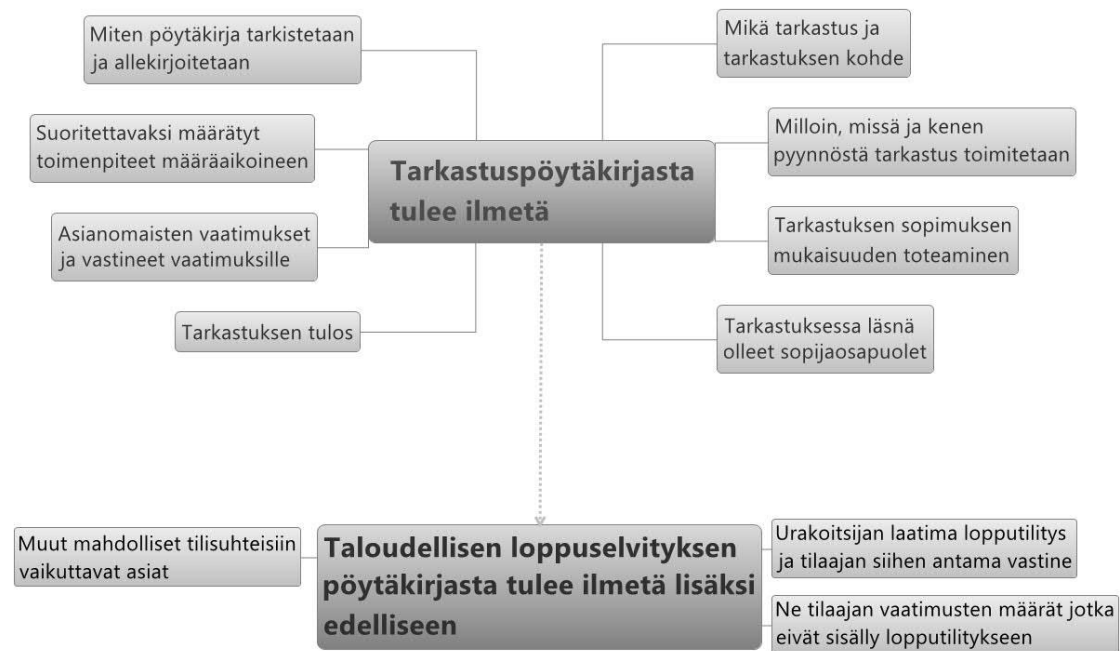 Miten pöytäkirja tarkistetaan
ja allekirjoitetaan
Mikä tarkastus ja
tarkastuksen kohde
Suoritettavaksi määrätyt
toimenpiteet määräaikoineen
Milloin, missä ja kenen
pyynnöstä tarkastus toimitetaan
Tarkastuspöytäkirjasta
tulee ilmetä
Asianomaisten vaatimukset
ja vastineet vaatimuksille
Tarkastuksen sopimuksen
mukaisuuden toteaminen
Tarkastuksen tulos
Tarkastuksessa läsnä
olleet sopijaosapuolet
Muut mahdolliset tilisuhteisiin
vaikuttavat asiat
Taloudellisen loppuselvityksen
pöytäkirjasta tulee ilmetä lisäksi
edelliseen
Urakoitsijan laatima lopputilitys
ja tilaajan siihen antama vastine
Ne tilaajan vaatimusten määrät jotka
eivät sisälly lopputilitykseen